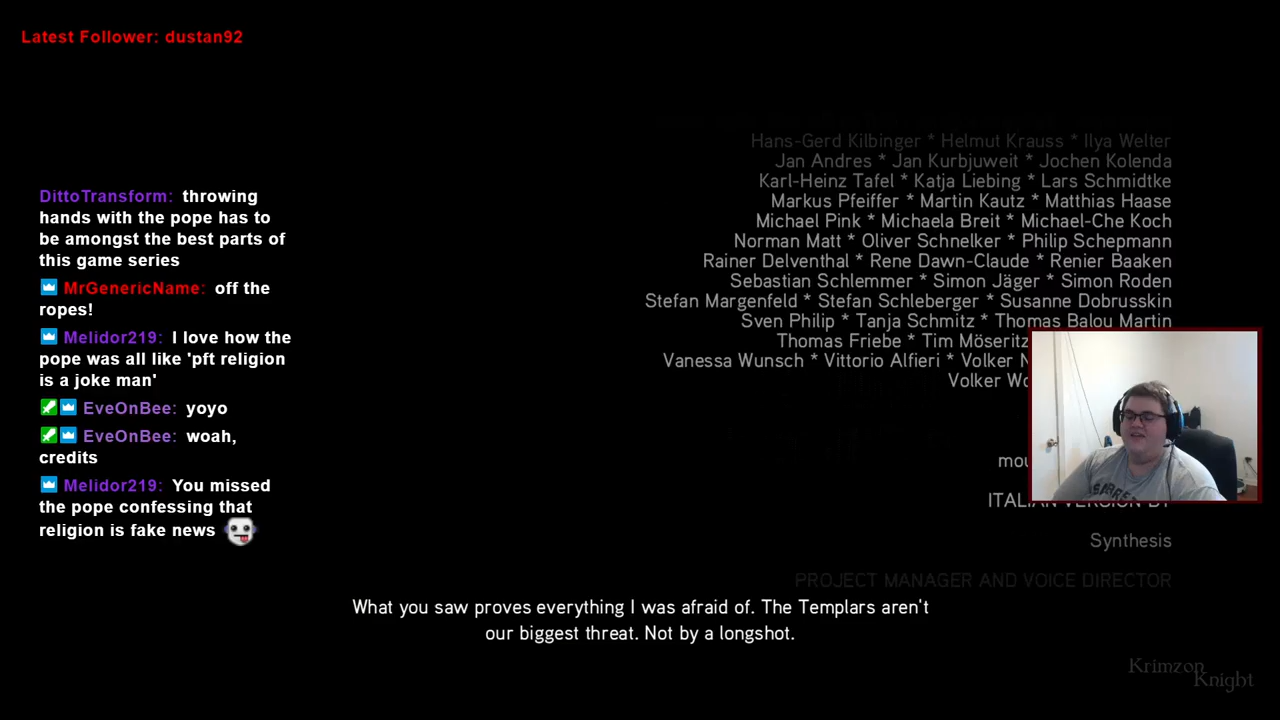 Latest Follower: dustan92
DittoTransform: throwing
hands with the pope has to
be amongst the best parts of
this game series
MrGenericName: off the
ropes!
Melidor219: I love how the
pope was all like 'pft religion
is a joke man'
EveOnBee: yoyo
EveOnBee: woah,
credits
Melidor219: You missed
the pope confessing that
religion is fake news
Hans-Gerd Kilbinger * Helmut Krauss * Ilya Welter
Jan Andres * Jan Kurbjuweit * Jochen Kolenda
Karl-Heinz Tafel * Katja Liebing * Lars Schmidtke
Markus Pfeiffer * Martin Kautz * Matthias Haase
Michael Pink * Michaela Breit * Michael-Che Koch
Norman Matt * Oliver Schnelker * Philip Schepmann
Rainer Delventhal * Rene Dawn-Claude * Renier Baaken
Sebastian Schlemmer * Simon Jäger * Simon Roden
Stefan Margenfeld * Stefan Schleberger * Susanne Dobrusskin
Sven Philip * Tanja Schmitz * Thomas Balou Martin
Thomas Friebe * Tim Möseritz
Vanessa Wunsch * Vittorio Alfieri * Volker
Volker
ITALIAN VERSION BY
Synthesis
PROJECT MANAGER AND VOICE DIRECTOR
What you saw proves everything I was afraid of. The Templars aren't
our biggest threat. Not by a longshot.
Krimzon
Knight